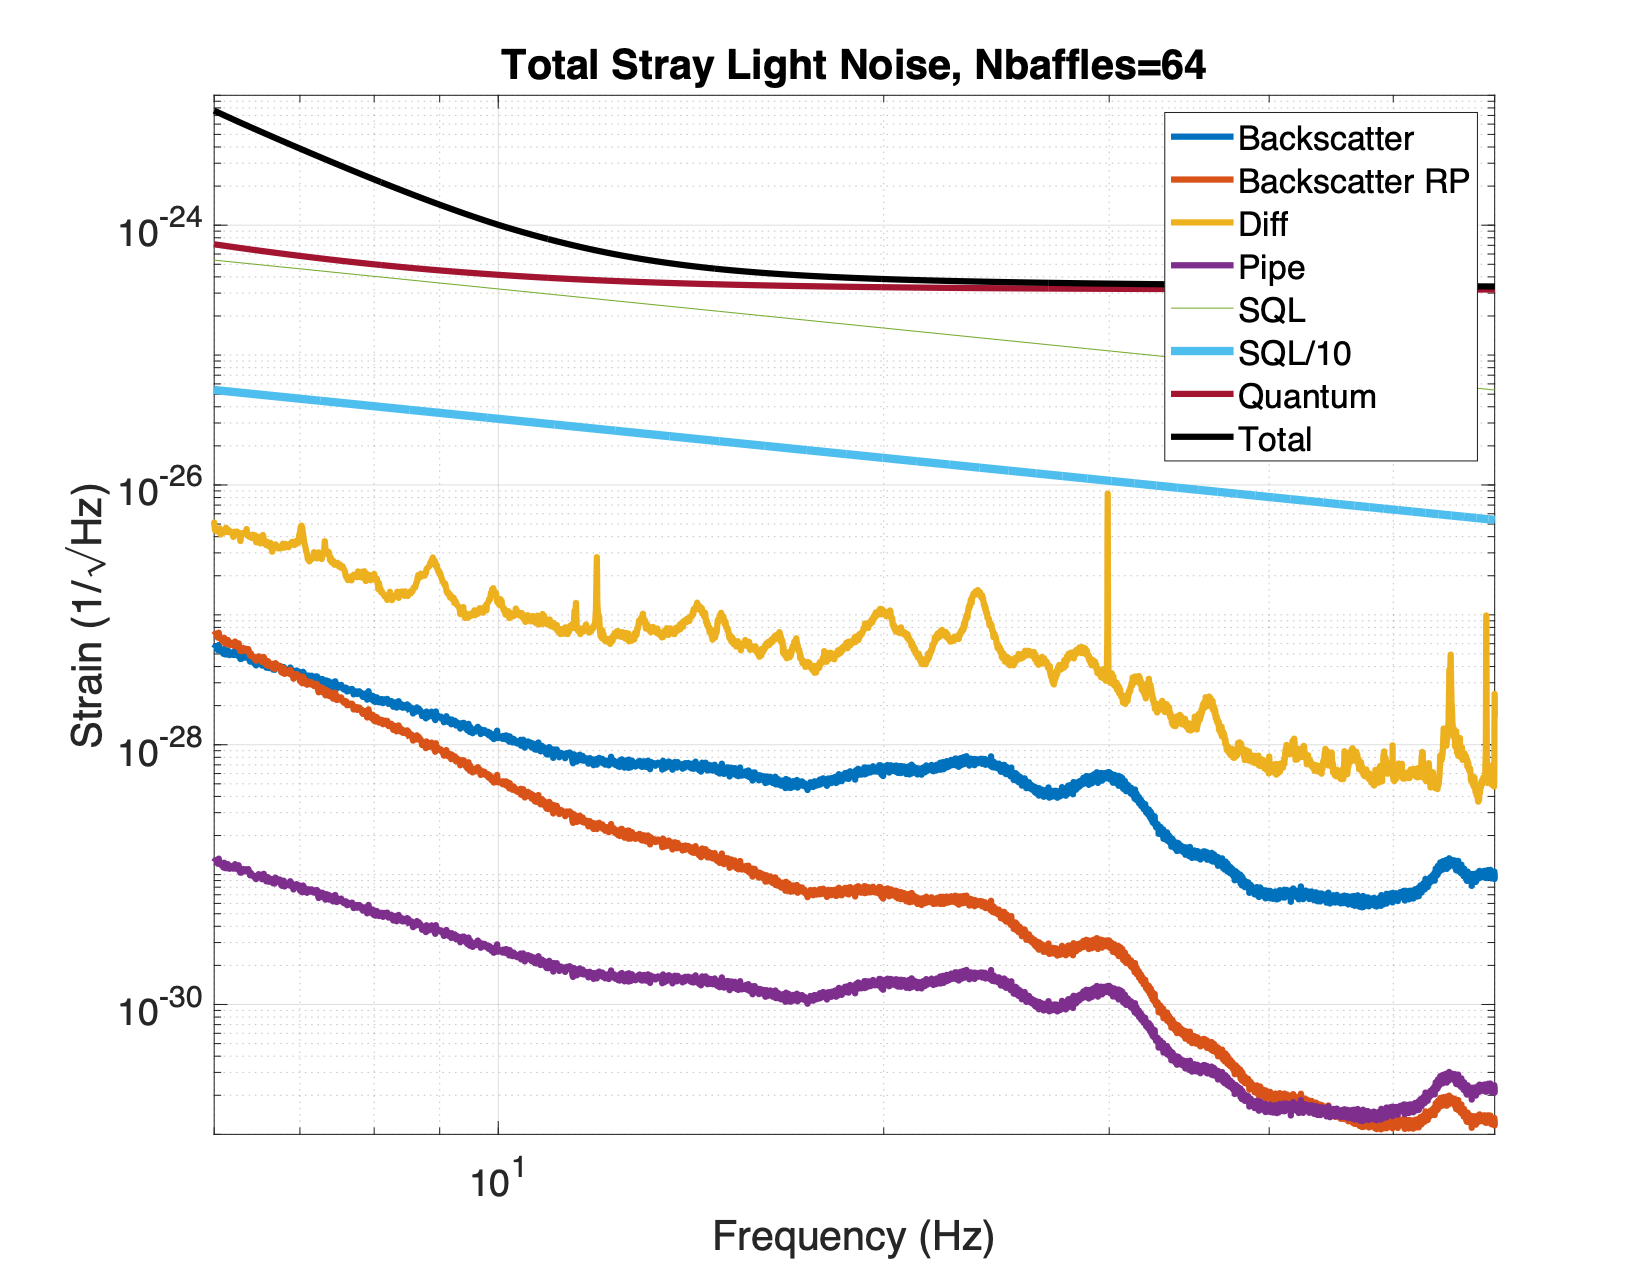 Total Stray Light Noise, Nbaffles=64
Backscatter
Backscatter RP
Diff
Pipe
SQL
SQL/10
Quantum
Total
Strain (1/√Hz)
10^-24
10^-26
10^-28
10^-30
10^1
Frequency (Hz)